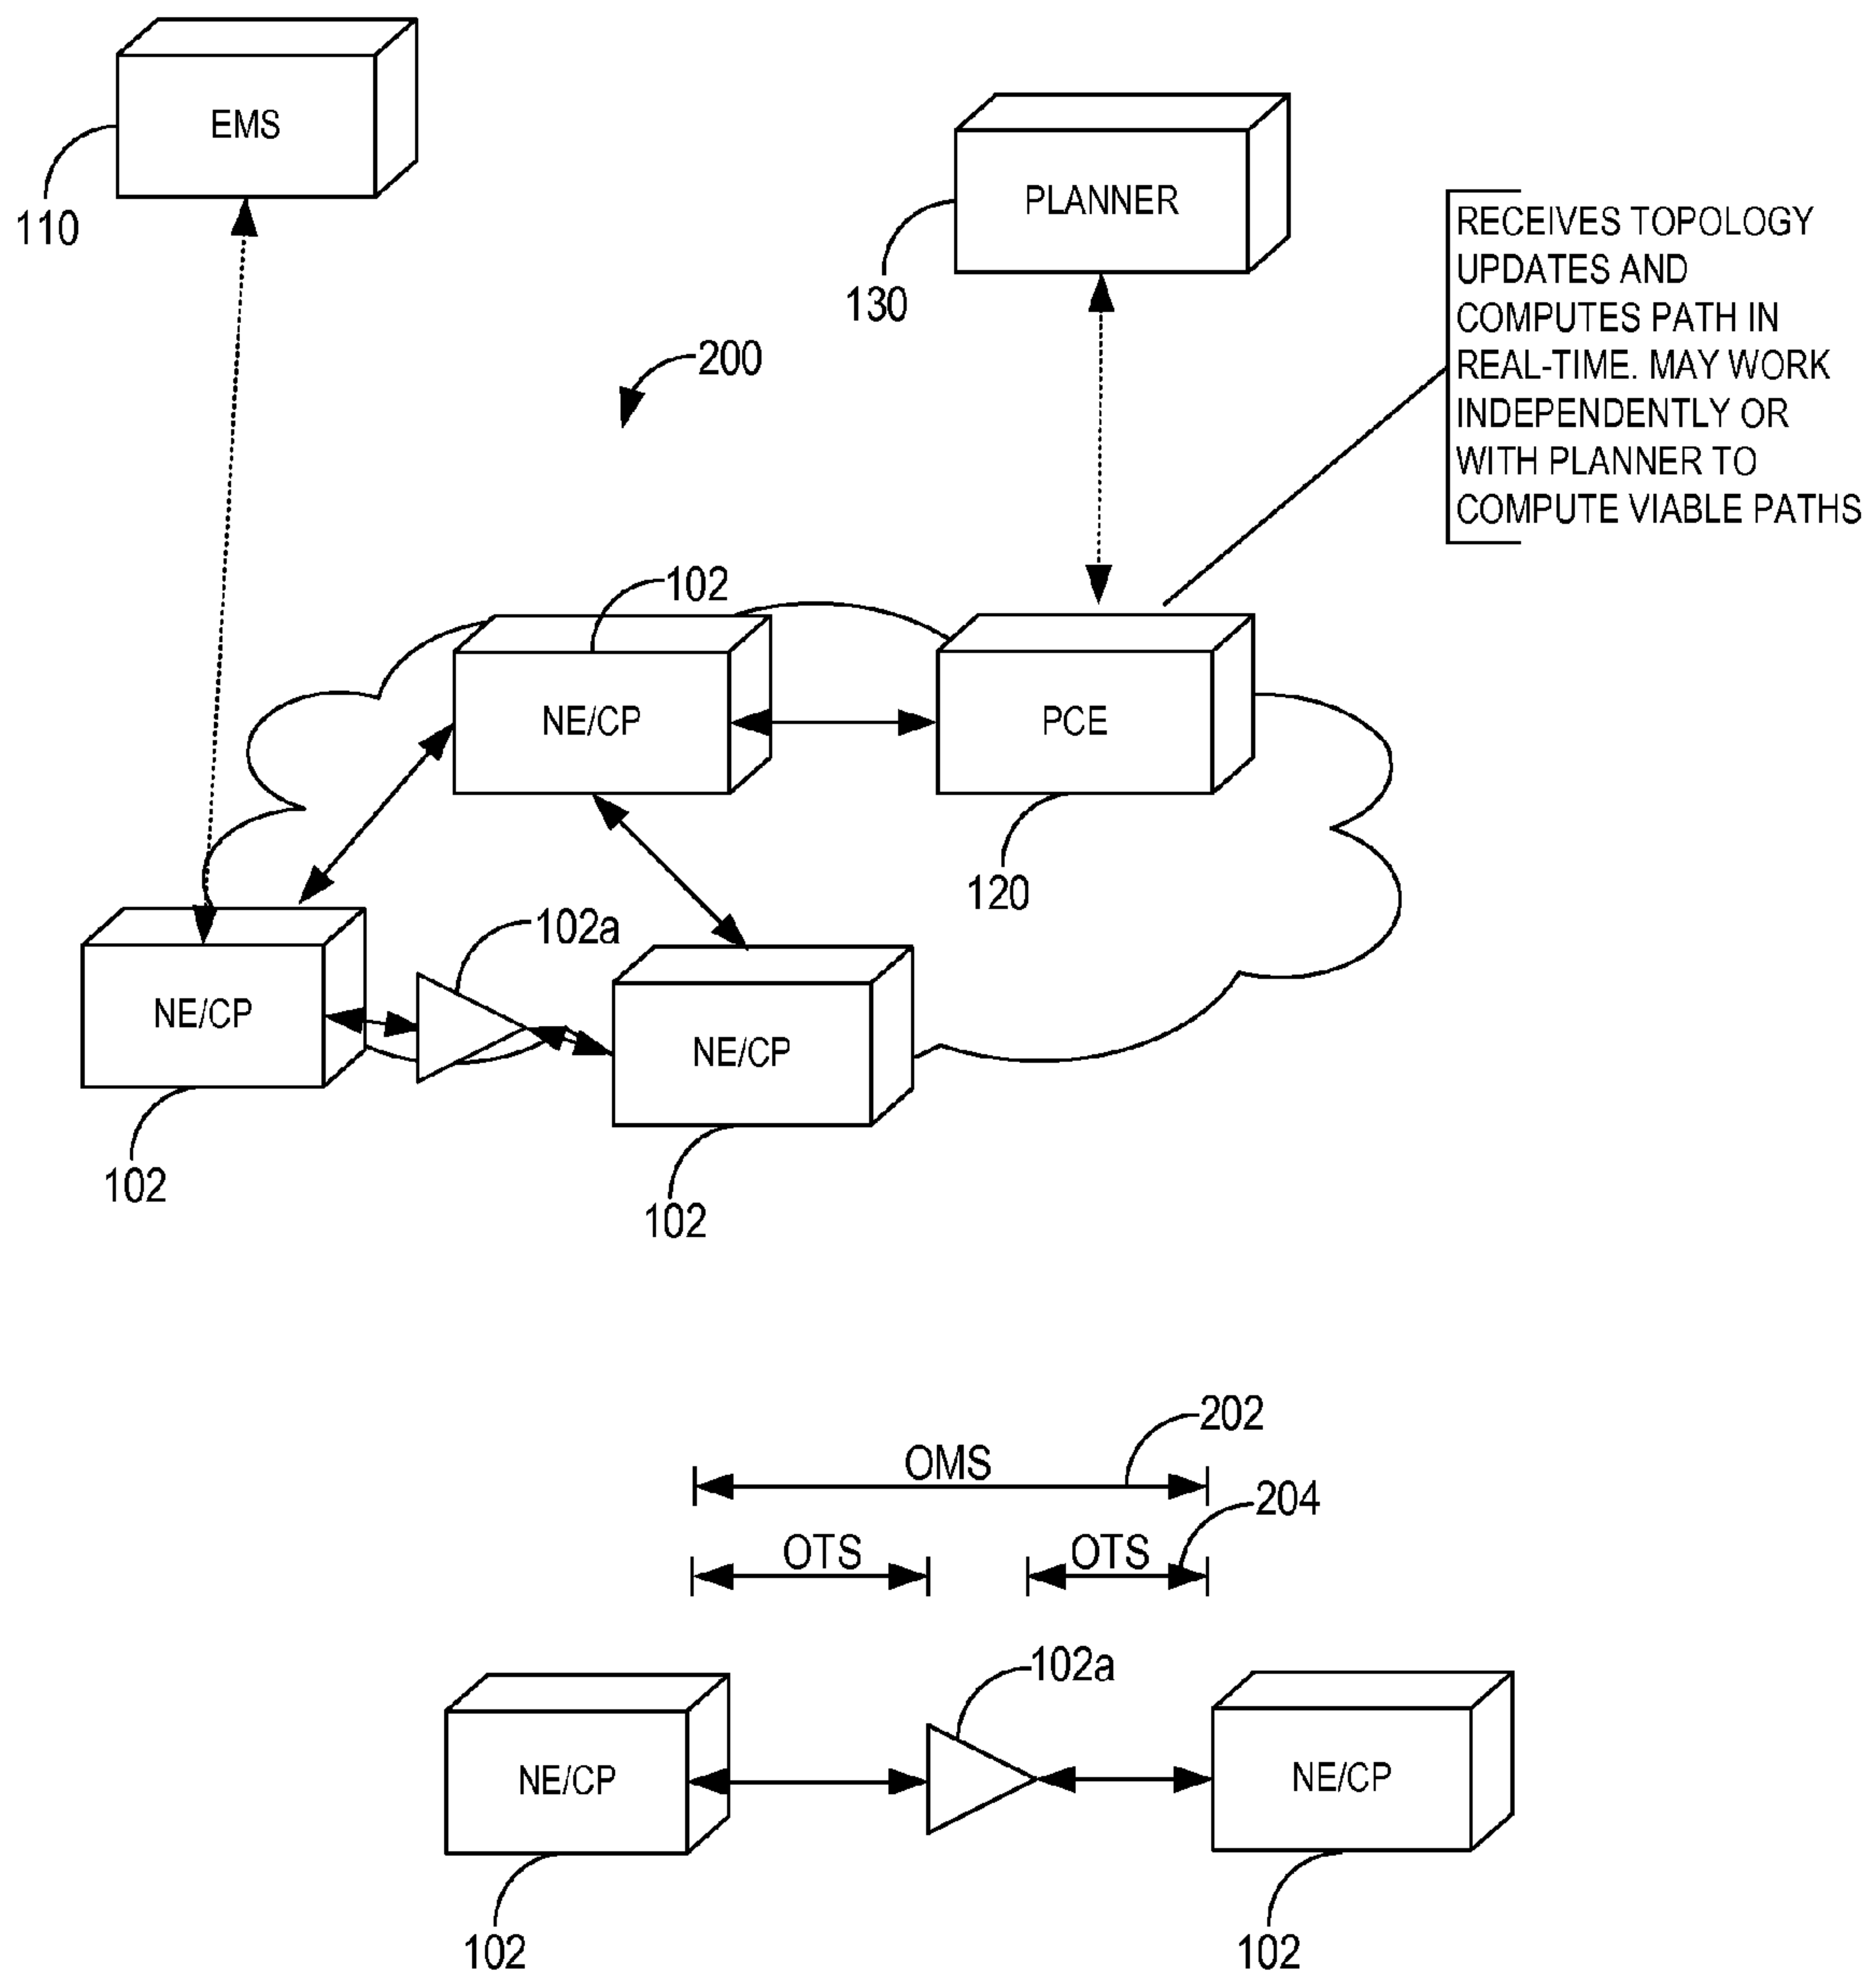 EMS
110
PLANNER
130
RECEIVES TOPOLOGY
UPDATES AND
COMPUTES PATH IN
REAL-TIME. MAY WORK
INDEPENDENTLY OR
WITH PLANNER TO
COMPUTE VIABLE PATHS
200
102
NE/CP
PCE
120
102a
NE/CP
NE/CP
102
102
202
OMS
204
OTS
OTS
102a
NE/CP
NE/CP
102
102